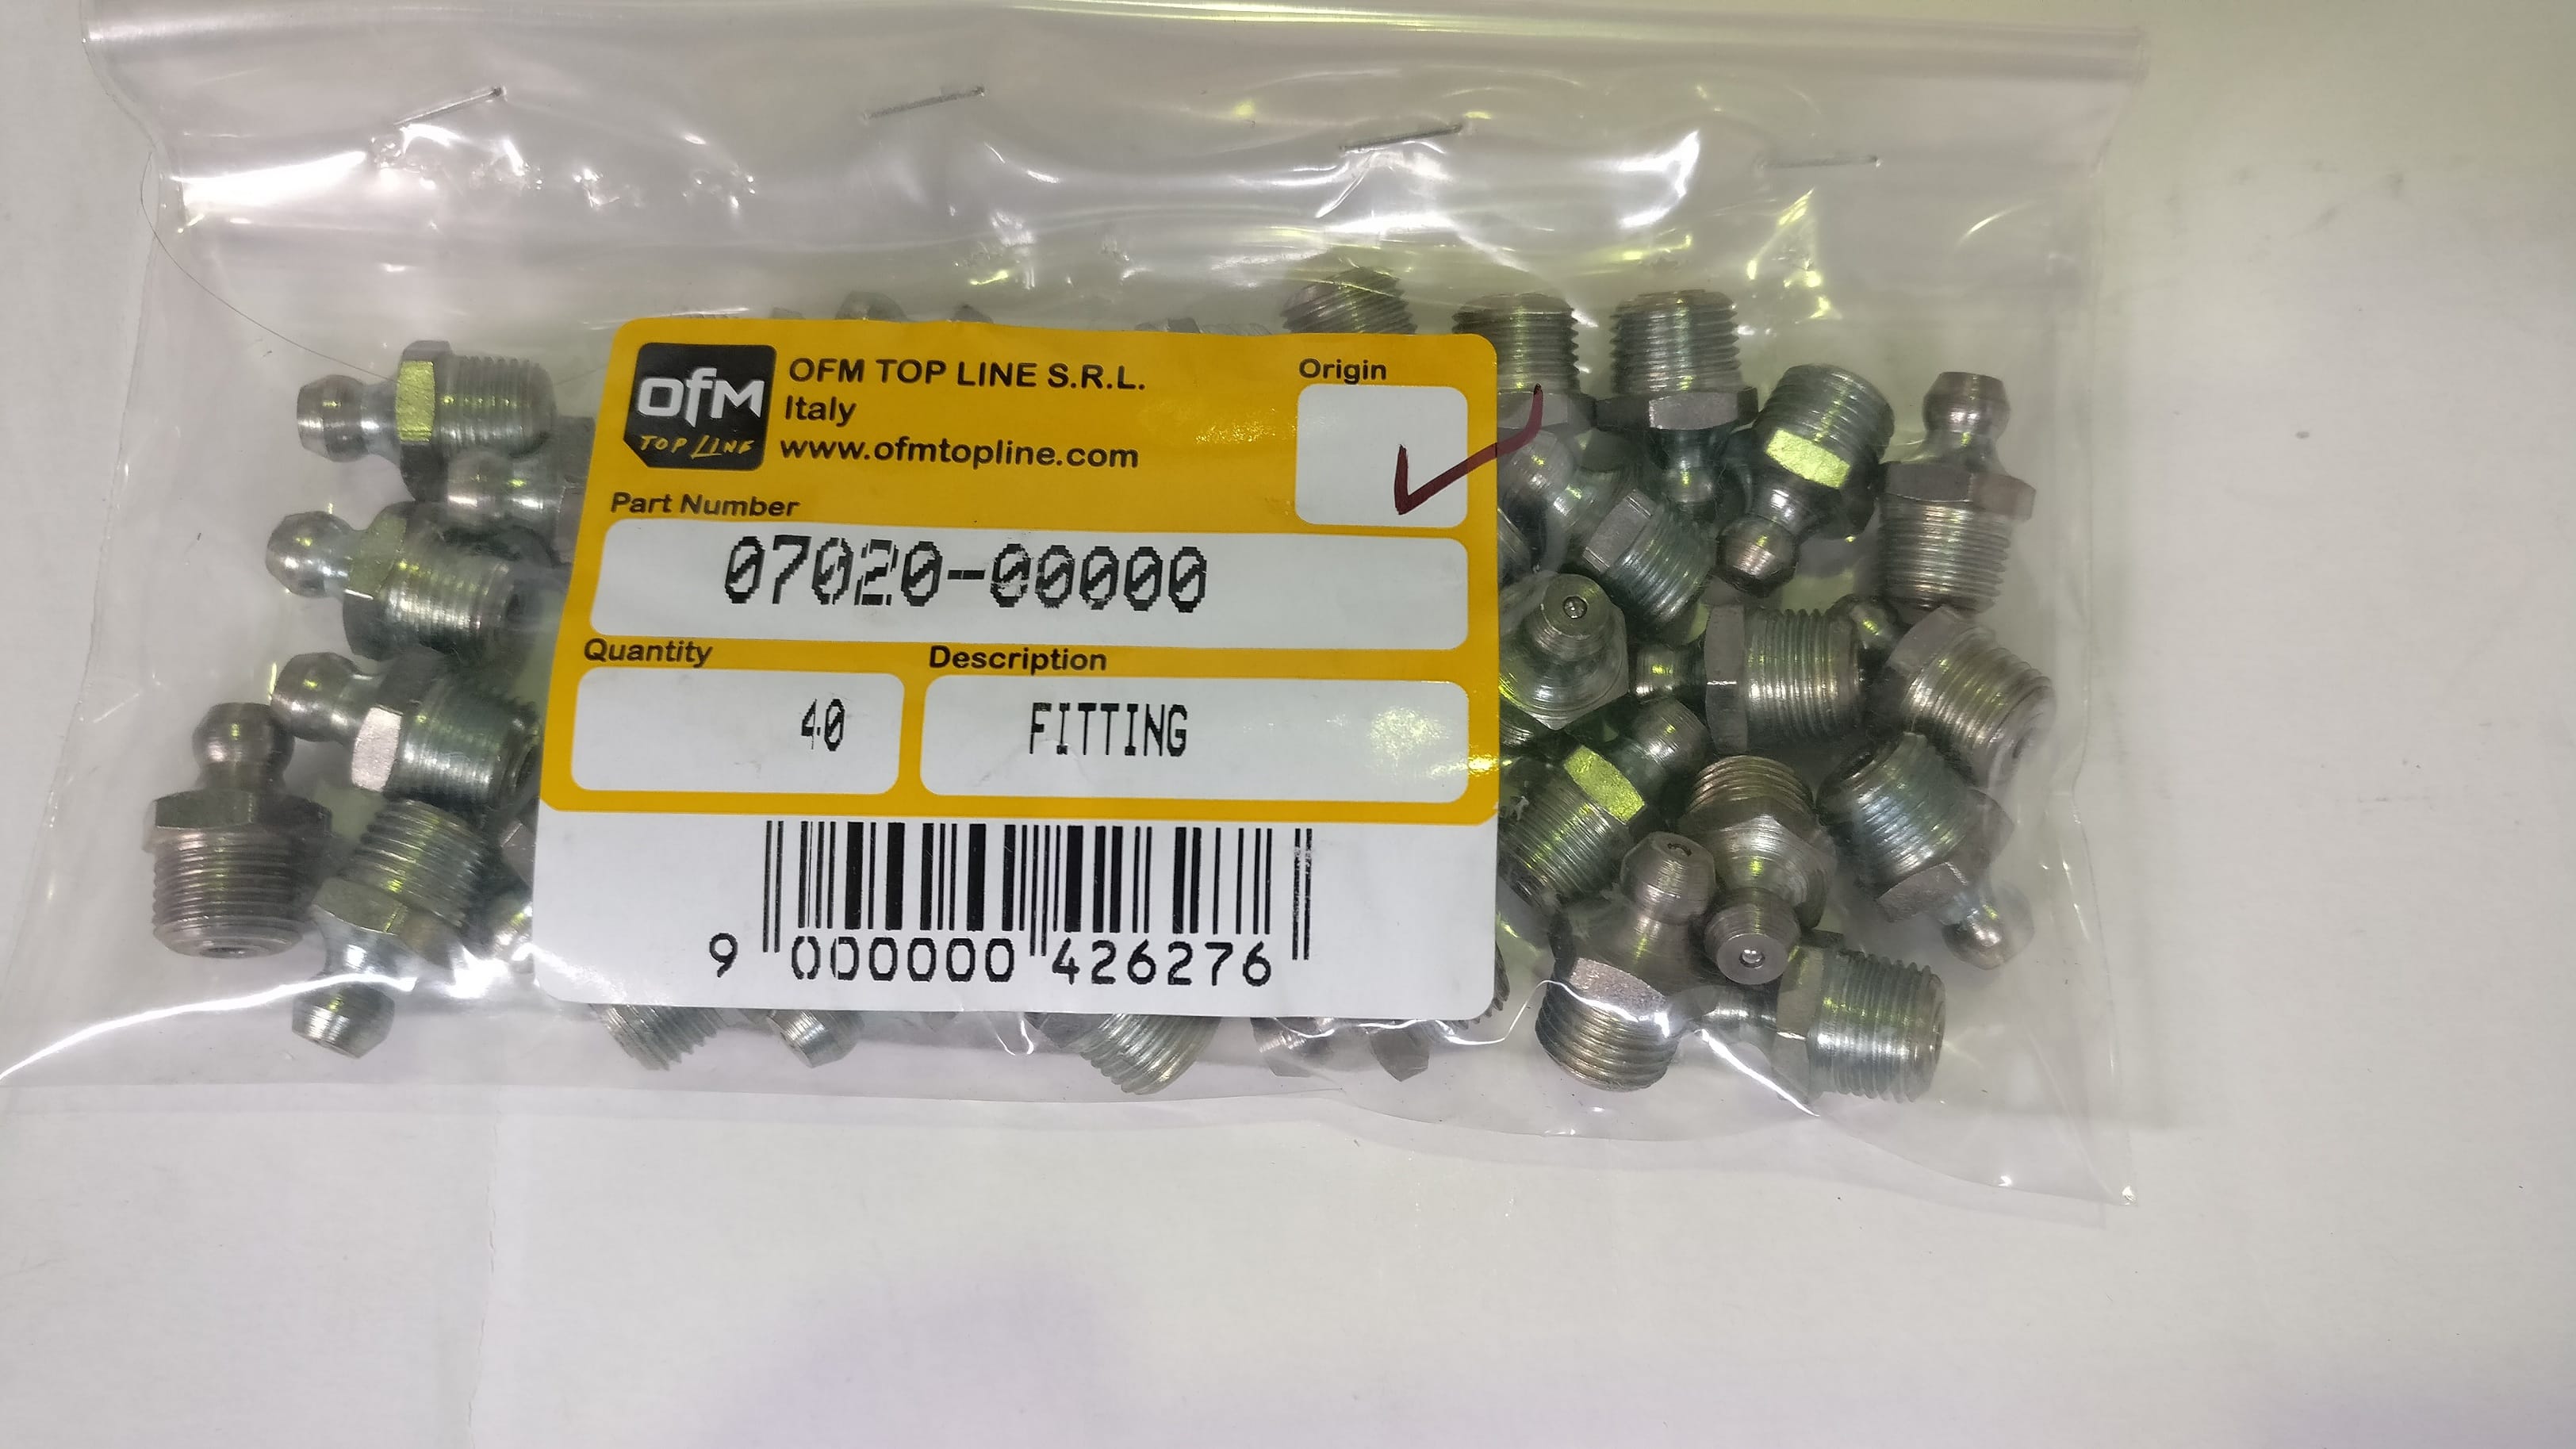 ofm
TOP LINE
OFM TOP LINE S.R.L.
Italy
www.ofmtopline.com
Origin
Part Number
07020-00000
Quantity
Description
40
FITTING
9 000000 426276